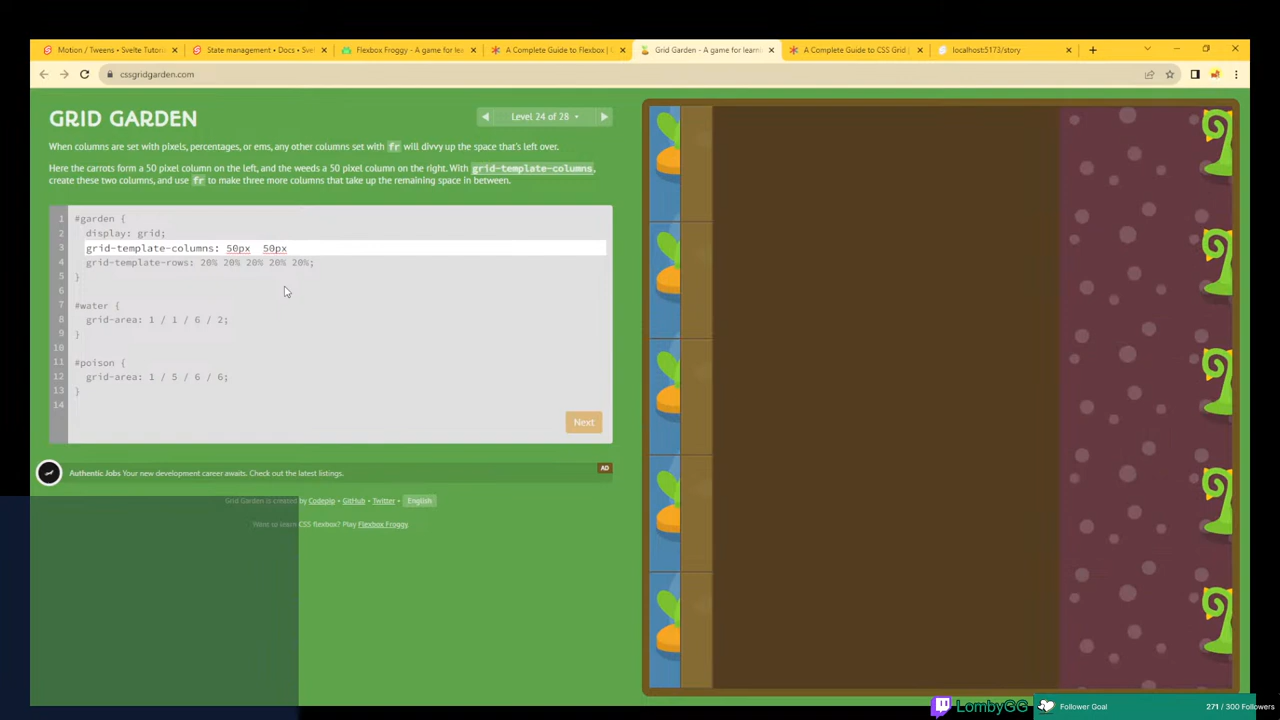 Motion / Tweens • Svelte Tutori
State management • Docs • Sve
Flexbox Froggy - A game for le
A Complete Guide to Flexbox |
Grid Garden - A game for learn
A Complete Guide to CSS Grid |
localhost:5173/story
cssgridgarden.com
GRID GARDEN
Level 24 of 28
When columns are set with pixels, percentages, or ems, any other columns set with fr will divvy up the space that's left over.
Here the carrots form a 50 pixel column on the left, and the weeds a 50 pixel column on the right. With grid-template-columns,
create these two columns, and use fr to make three more columns that take up the remaining space in between.
1 #garden {
2 display: grid;
3 grid-template-columns: 50px  50px
4 grid-template-rows: 20% 20% 20% 20% 20%;
5 }
6
7 #water {
8 grid-area: 1 / 1 / 6 / 2;
9 }
10
11 #poison {
12 grid-area: 1 / 5 / 6 / 6;
13 }
14
Next
Authentic Jobs Your new development career awaits. Check out the latest listings.
AD
Grid Garden is created by Codepip • GitHub • Twitter • English
Want to learn CSS flexbox? Play Flexbox Froggy.
LombyGG
Follower Goal
271 / 300 Followers